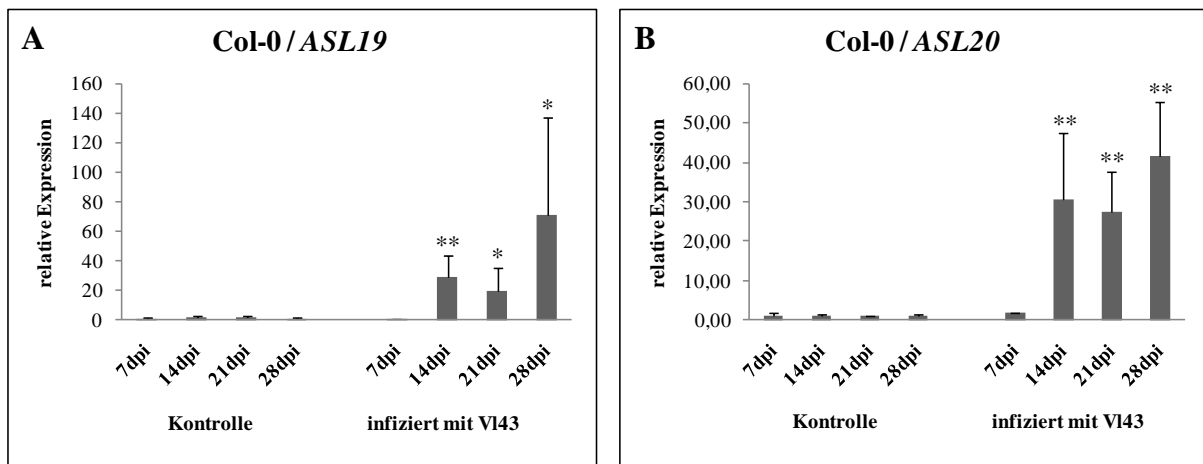 A
Col-0 / ASL19
relative Expression
160
140
120
100
80
60
40
20
0
**
*
*
7dpi
14dpi
21dpi
28dpi
7dpi
14dpi
21dpi
28dpi
Kontrolle
infiziert mit Vl43
B
Col-0 / ASL20
relative Expression
60,00
50,00
40,00
30,00
20,00
10,00
0,00
**
**
**
7dpi
14dpi
21dpi
28dpi
7dpi
14dpi
21dpi
28dpi
Kontrolle
infiziert mit Vl43